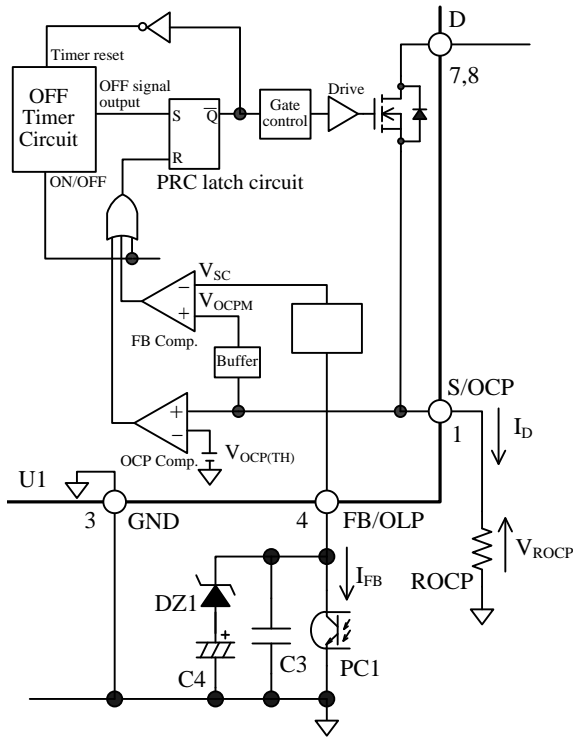 D
7,8
Timer reset
OFF
Timer
Circuit
OFF signal
output
S
Q
R
Gate
control
Drive
PRC latch circuit
ON/OFF
VSC
VOCPM
−
+
FB Comp.
Buffer
S/OCP
1
+
−
OCP Comp.
VOCP(TH)
ID
U1
3
GND
4
FB/OLP
VROCP
ROCP
IFB
DZ1
+
C4
C3
PC1